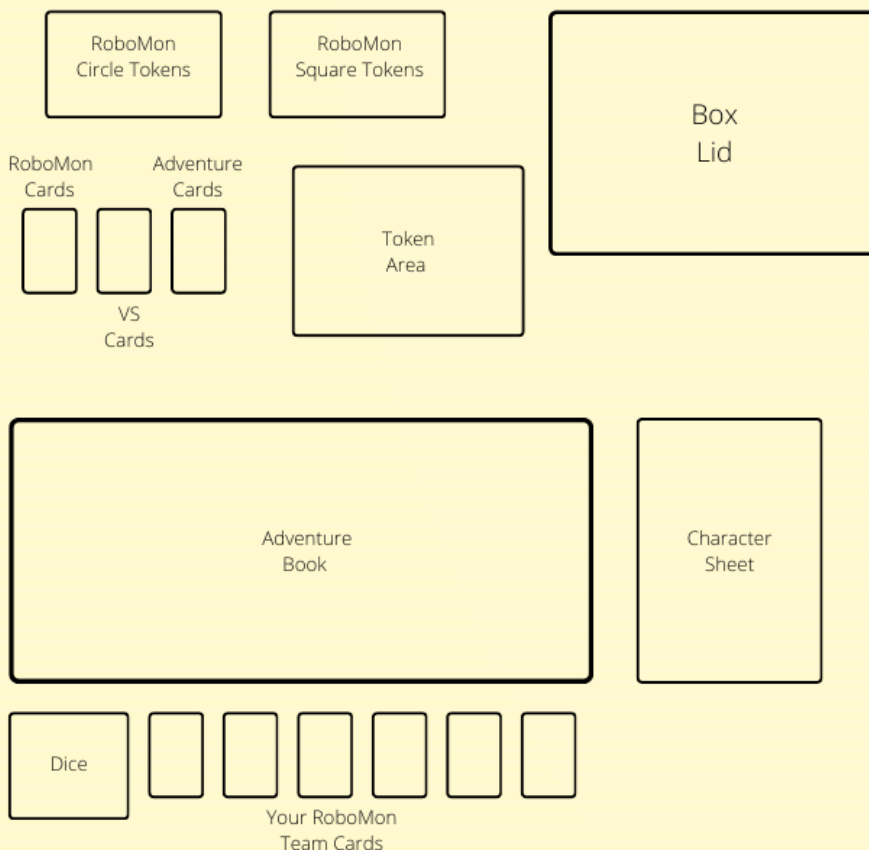 RoboMon
Circle Tokens
RoboMon
Square Tokens
Box
Lid
RoboMon
Cards
Adventure
Cards
VS
Cards
Token
Area
Adventure
Book
Character
Sheet
Dice
Your RoboMon
Team Cards